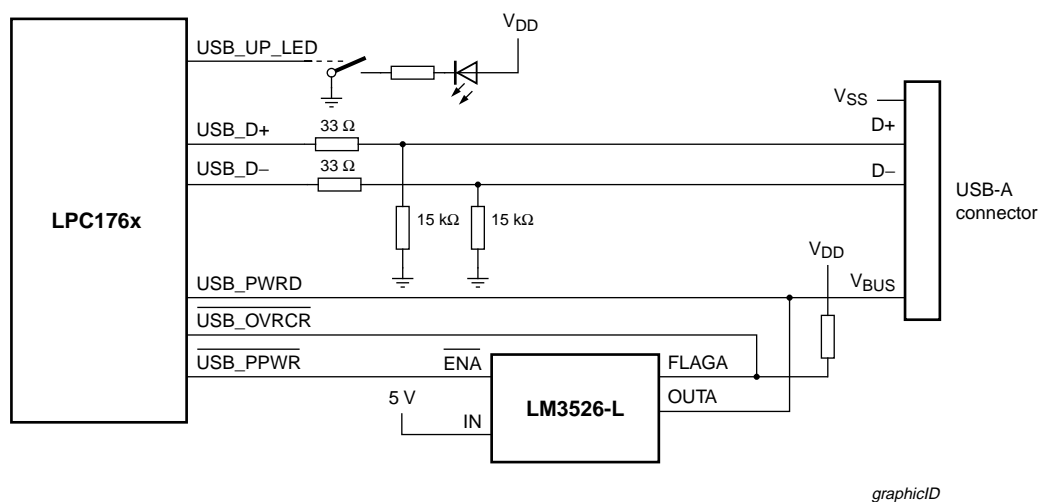 V_DD
USB_UP_LED
V_SS
USB_D+
33 Ω
D+
USB_D−
33 Ω
D−
LPC176x
USB-A
connector
15 kΩ
15 kΩ
V_DD
USB_PWRD
V_BUS
USB_OVRCR
USB_PPWR
ENA
FLAGA
5 V
LM3526-L
OUTA
IN
graphicID